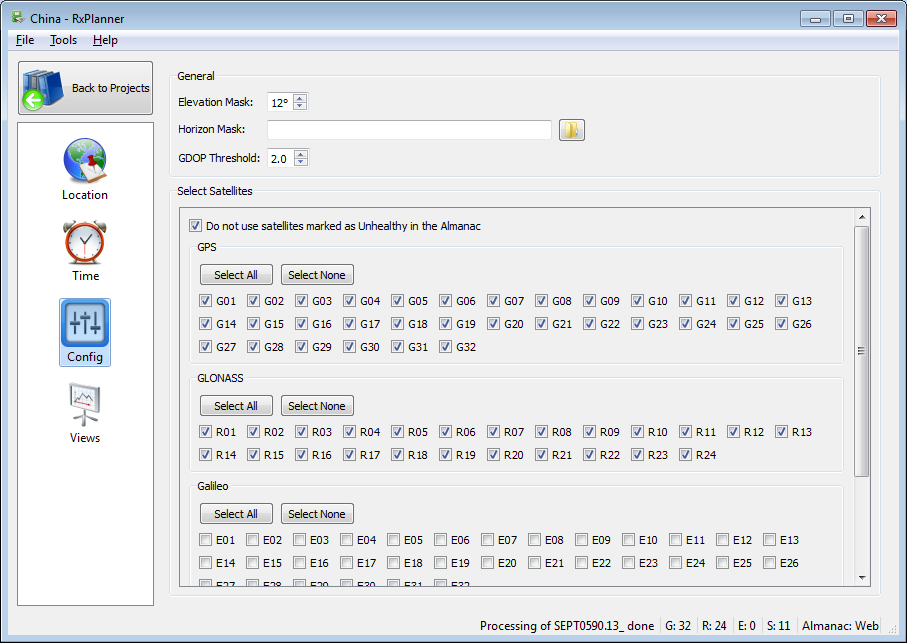 China - RxPlanner
File Tools Help
Back to Projects
Location
Time
Config
Views
General
Elevation Mask: 12°
Horizon Mask:
GDOP Threshold: 2.0
Select Satellites
Do not use satellites marked as Unhealthy in the Almanac
GPS
Select All Select None
G01 G02 G03 G04 G05 G06 G07 G08 G09 G10 G11 G12 G13
G14 G15 G16 G17 G18 G19 G20 G21 G22 G23 G24 G25 G26
G27 G28 G29 G30 G31 G32
GLONASS
Select All Select None
R01 R02 R03 R04 R05 R06 R07 R08 R09 R10 R11 R12 R13
R14 R15 R16 R17 R18 R19 R20 R21 R22 R23 R24
Galileo
Select All Select None
E01 E02 E03 E04 E05 E06 E07 E08 E09 E10 E11 E12 E13
E14 E15 E16 E17 E18 E19 E20 E21 E22 E23 E24 E25 E26
E27 E28 E29 E30 E31 E32
Processing of SEPT0590.13_ done G: 32 R: 24 E: 0 S: 11 Almanac: Web